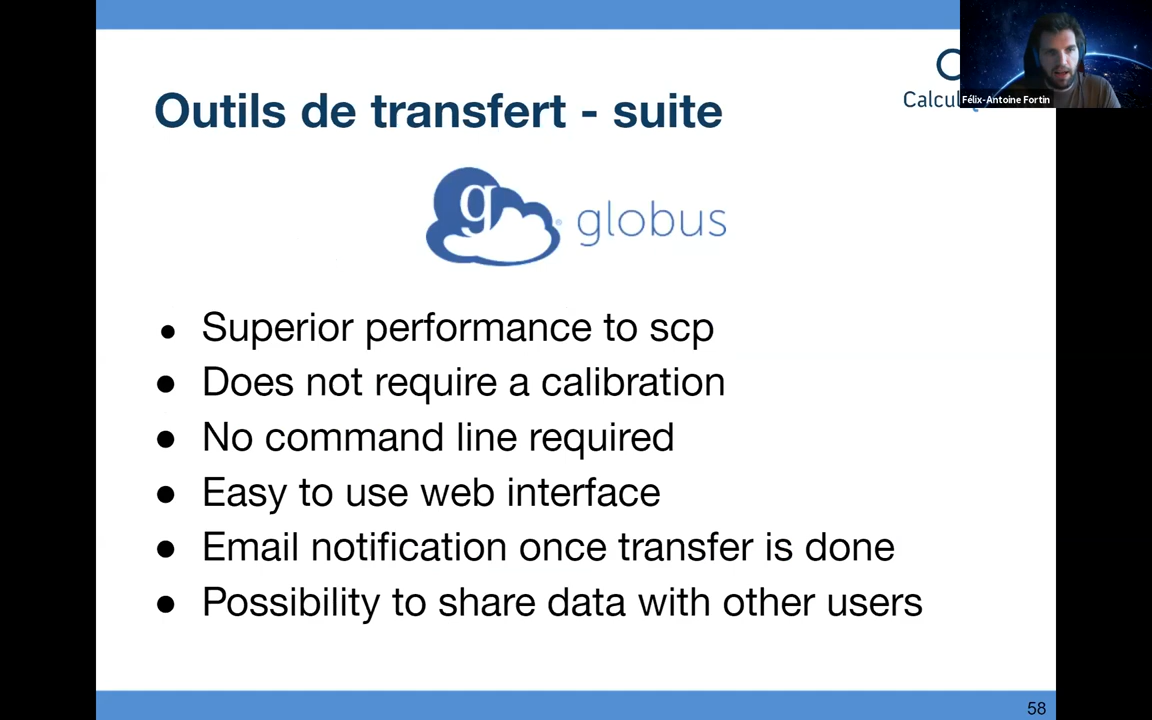 Outils de transfert - suite
Félix-Antoine Fortin
g globus
● Superior performance to scp
● Does not require a calibration
● No command line required
● Easy to use web interface
● Email notification once transfer is done
● Possibility to share data with other users
58